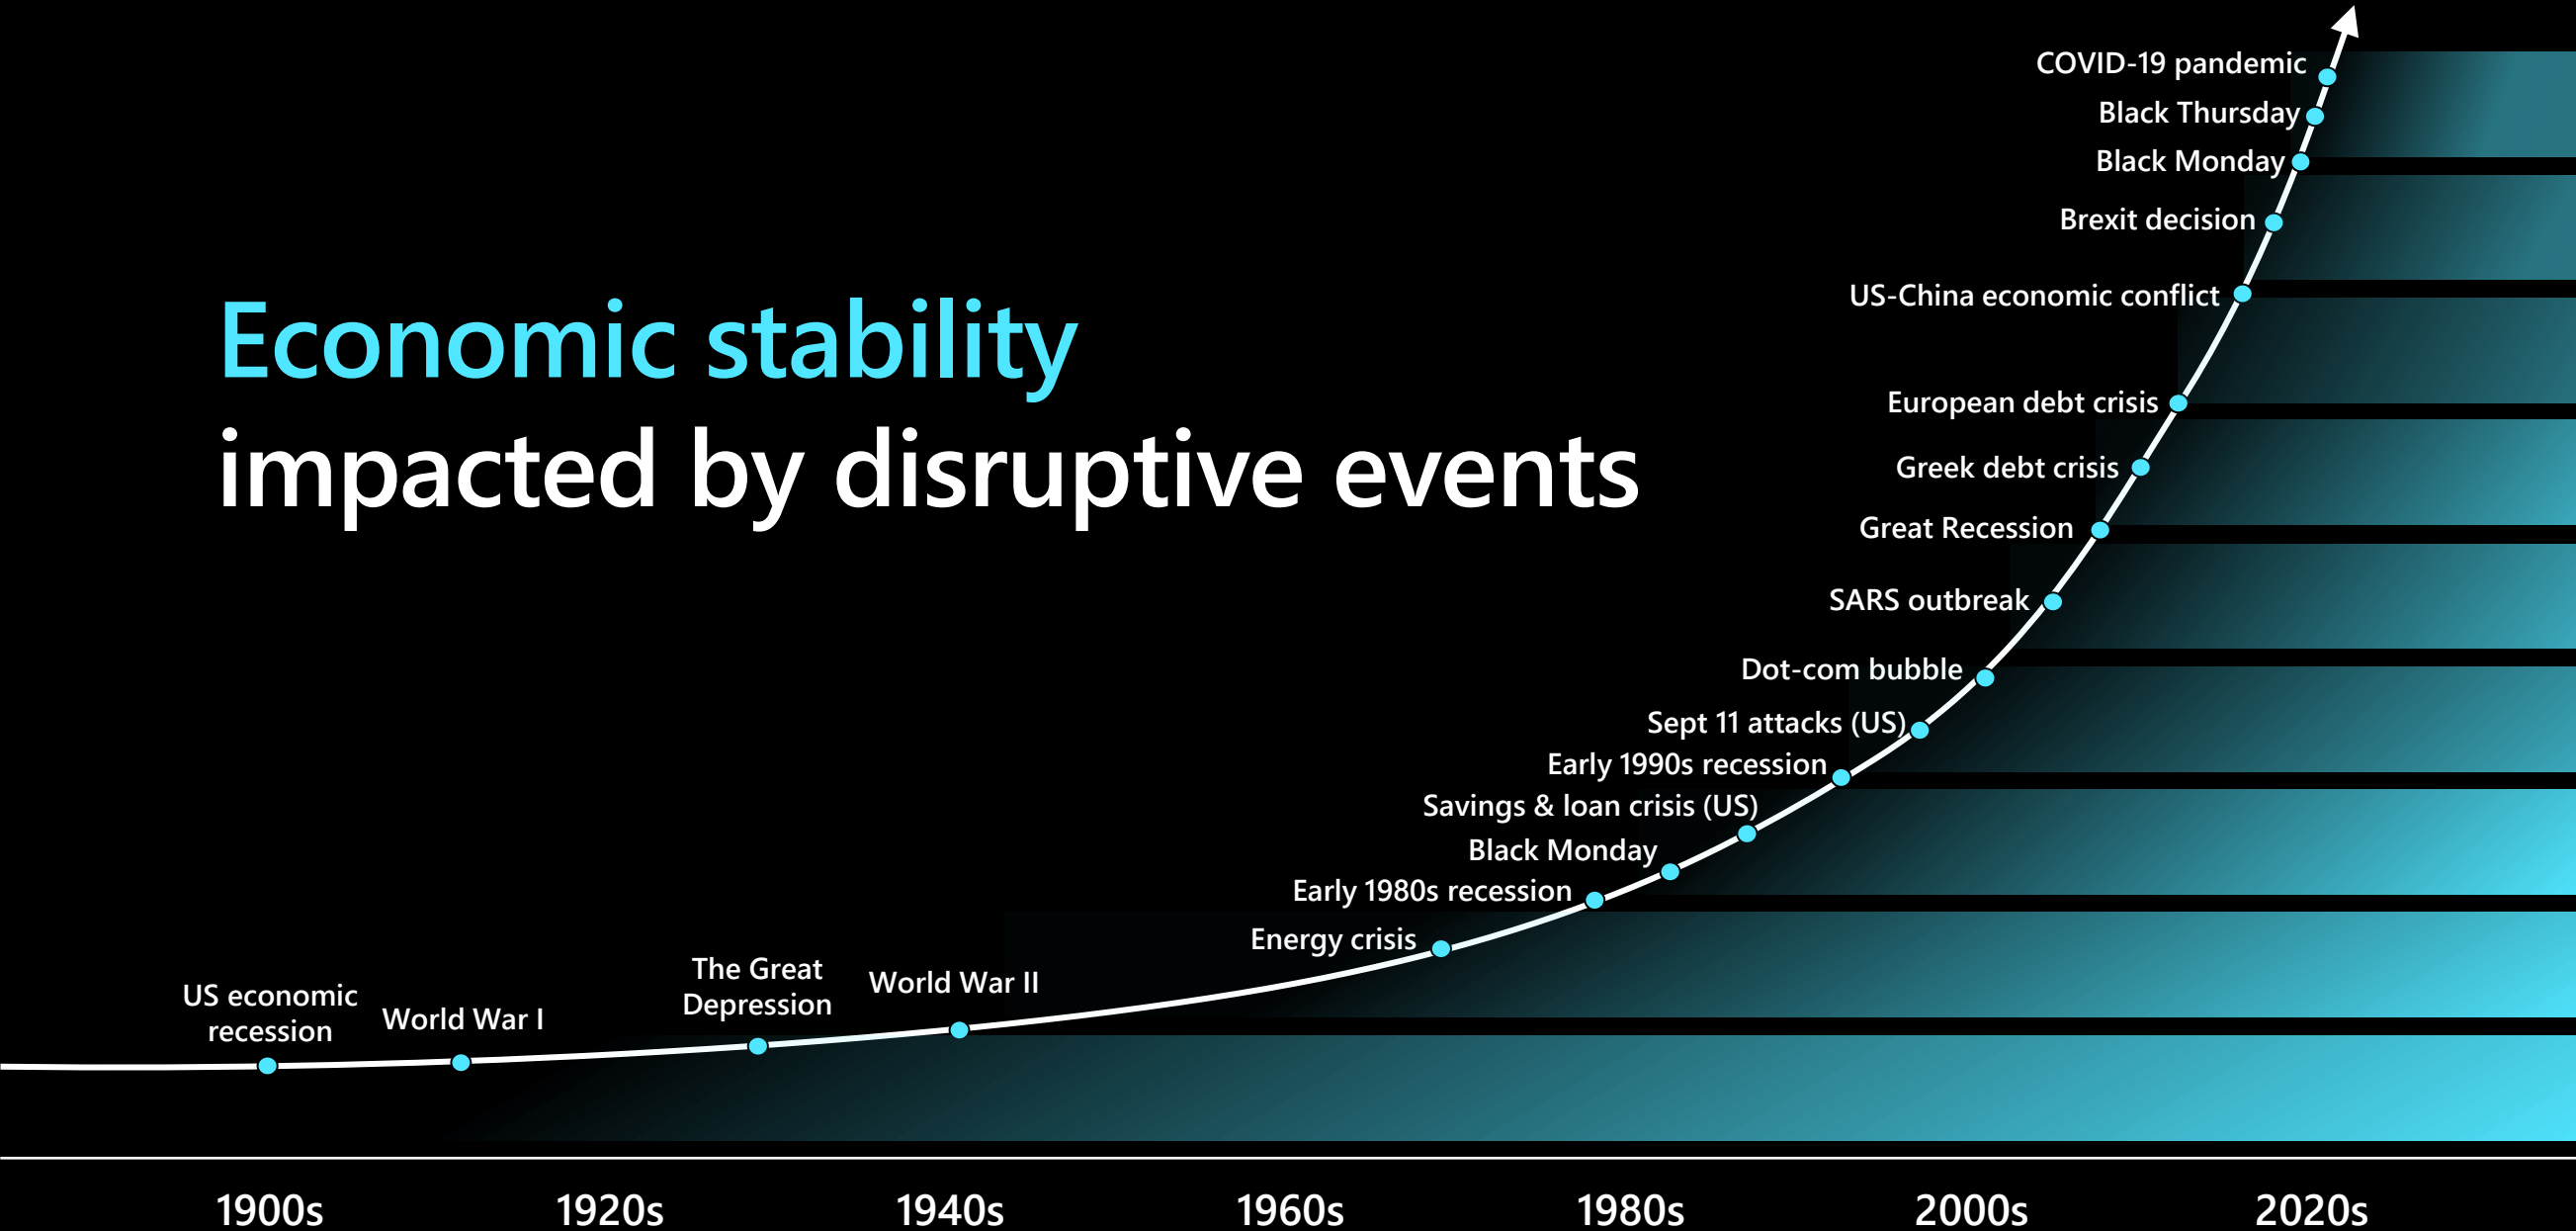 Economic stability
impacted by disruptive events
COVID-19 pandemic
Black Thursday
Black Monday
Brexit decision
US-China economic conflict
European debt crisis
Greek debt crisis
Great Recession
SARS outbreak
Dot-com bubble
Sept 11 attacks (US)
Early 1990s recession
Savings & loan crisis (US)
Black Monday
Early 1980s recession
Energy crisis
World War II
The Great
Depression
World War I
US economic
recession
1900s
1920s
1940s
1960s
1980s
2000s
2020s